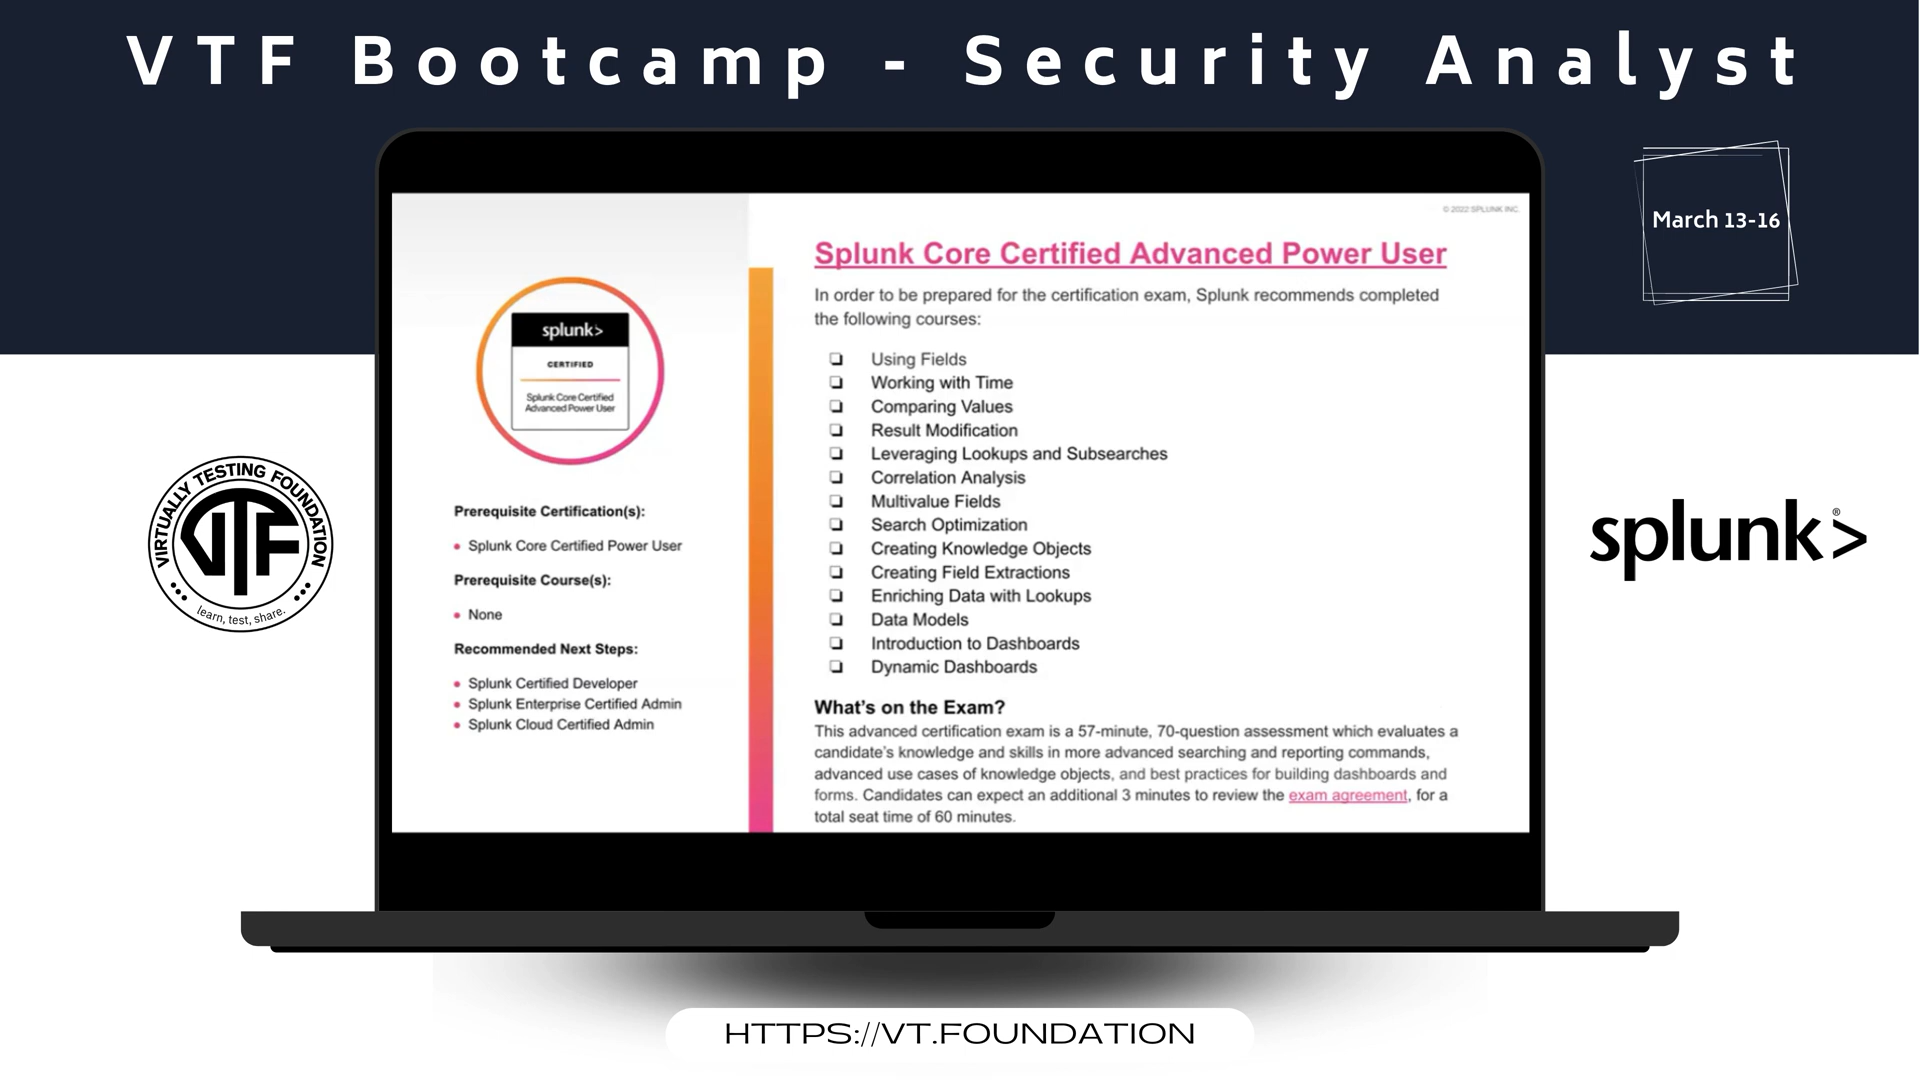 VTF Bootcamp - Security Analyst
March 13-16
© 2022 SPLUNK INC.
splunk>
CERTIFIED
Splunk Core Certified
Advanced Power User
Prerequisite Certification(s):
• Splunk Core Certified Power User
Prerequisite Course(s):
• None
Recommended Next Steps:
• Splunk Certified Developer
• Splunk Enterprise Certified Admin
• Splunk Cloud Certified Admin
Splunk Core Certified Advanced Power User
In order to be prepared for the certification exam, Splunk recommends completed
the following courses:
❏ Using Fields
❏ Working with Time
❏ Comparing Values
❏ Result Modification
❏ Leveraging Lookups and Subsearches
❏ Correlation Analysis
❏ Multivalue Fields
❏ Search Optimization
❏ Creating Knowledge Objects
❏ Creating Field Extractions
❏ Enriching Data with Lookups
❏ Data Models
❏ Introduction to Dashboards
❏ Dynamic Dashboards
What's on the Exam?
This advanced certification exam is a 57-minute, 70-question assessment which evaluates a
candidate's knowledge and skills in more advanced searching and reporting commands,
advanced use cases of knowledge objects, and best practices for building dashboards and
forms. Candidates can expect an additional 3 minutes to review the exam agreement, for a
total seat time of 60 minutes.
VIRTUALLY TESTING FOUNDATION
VTF
learn, test, share.
splunk>®
HTTPS://VT.FOUNDATION